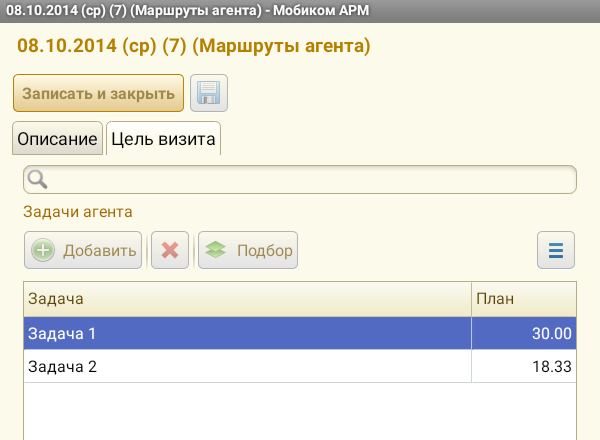 08.10.2014 (ср) (7) (Маршруты агента) - Мобиком АРМ
08.10.2014 (ср) (7) (Маршруты агента)
Записать и закрыть
Описание Цель визита
Задачи агента
Добавить Подбор
Задача План
Задача 1 30.00
Задача 2 18.33